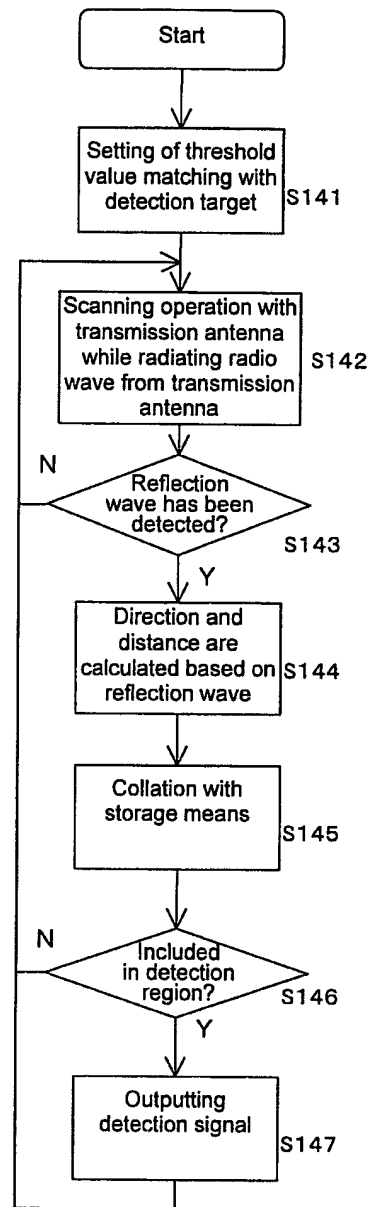 Start
Setting of threshold
value matching with
detection target
S141
Scanning operation with
transmission antenna
while radiating radio
wave from transmission
antenna
S142
N
Reflection
wave has been
detected?
S143
Y
Direction and
distance are
calculated based on
reflection wave
S144
Collation with
storage means
S145
N
Included
in detection
region?
S146
Y
Outputting
detection signal
S147